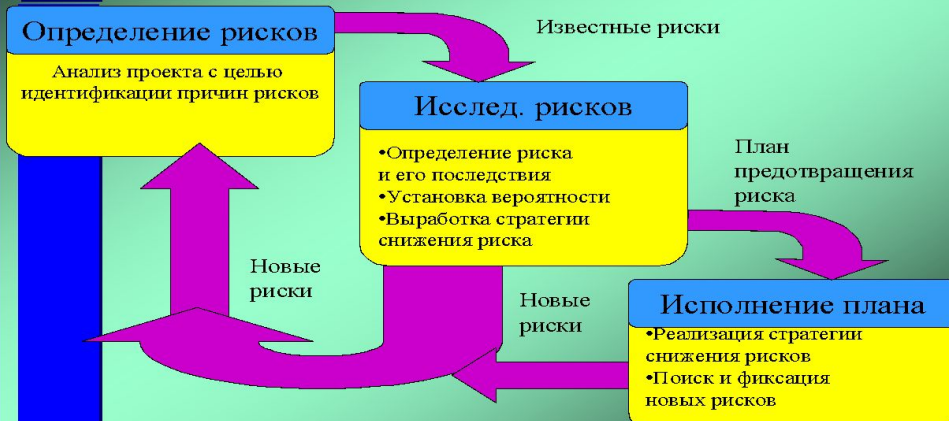 Определение рисков
Анализ проекта с целью
идентификации причин рисков
Известные риски
Исслед. рисков
•Определение риска
и его последствия
•Установка вероятности
•Выработка стратегии
снижения риска
План
предотвращения
риска
Новые
риски
Новые
риски
Исполнение плана
•Реализация стратегии
снижения рисков
•Поиск и фиксация
новых рисков